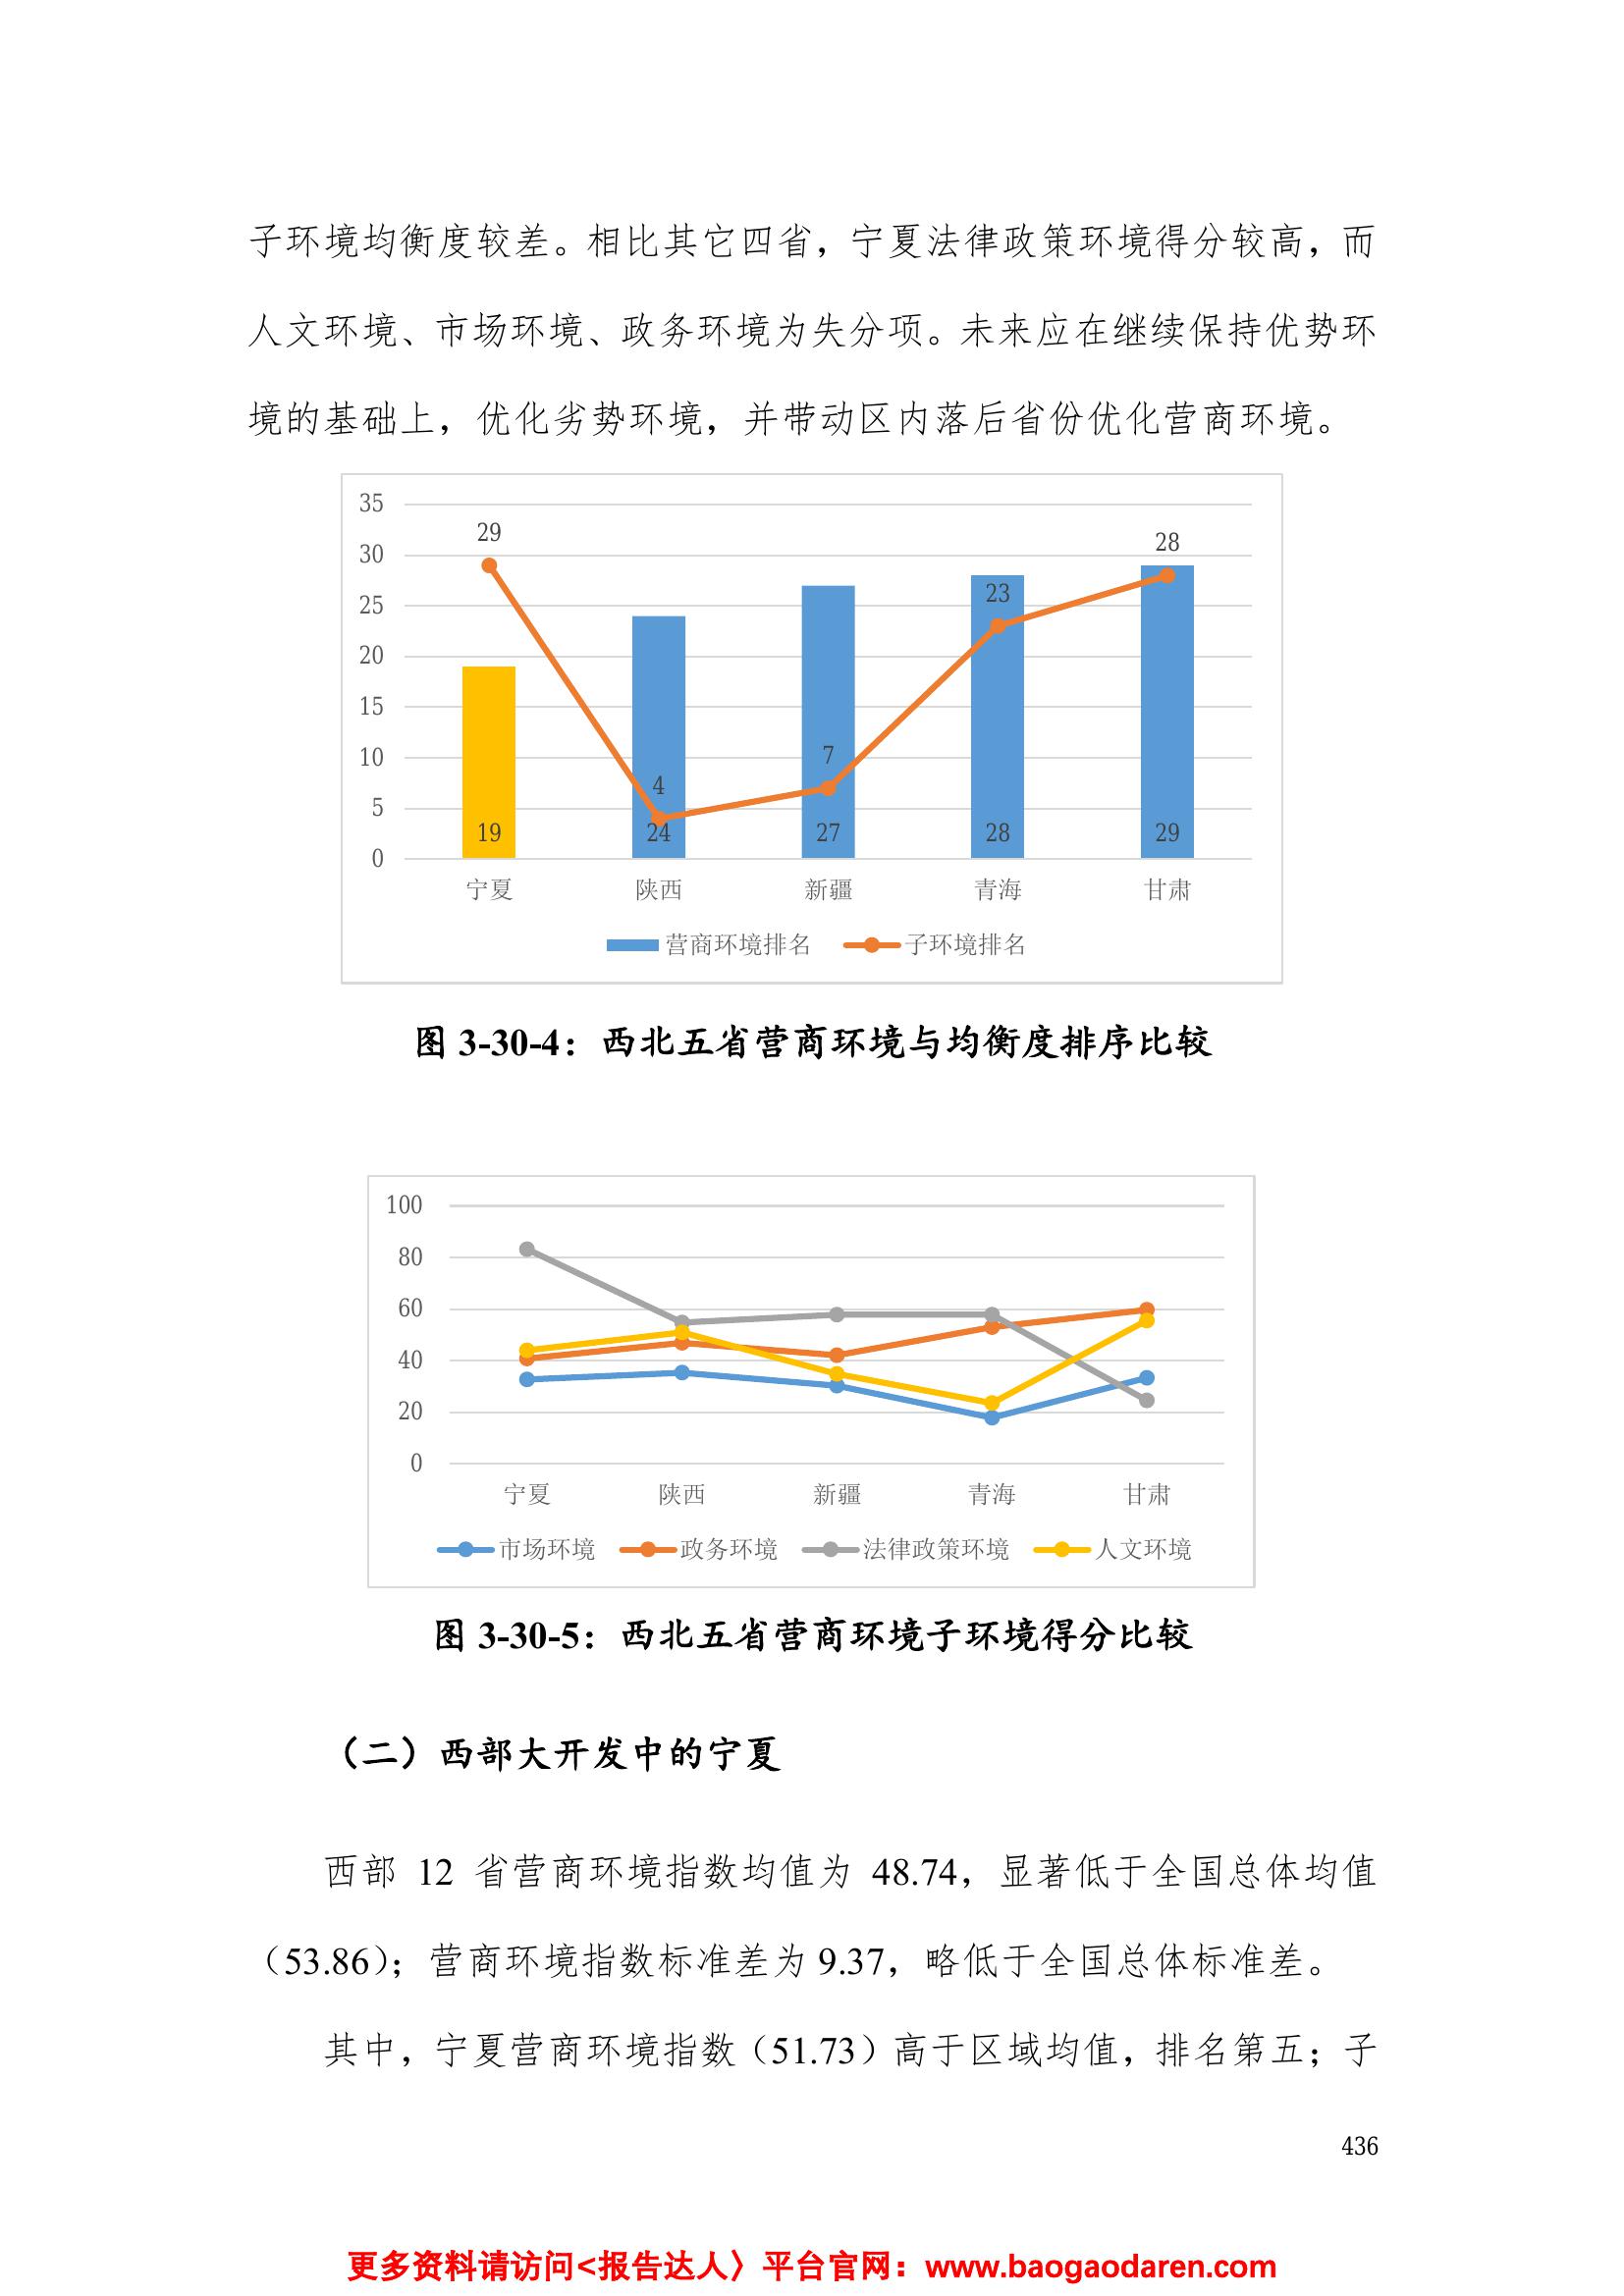 子环境均衡度较差。相比其它四省，宁夏法律政策环境得分较高，而
人文环境、市场环境、政务环境为失分项。未来应在继续保持优势环
境的基础上，优化劣势环境，并带动区内落后省份优化营商环境。
35
30
25
20
15
10
5
0
29
4
7
23
28
19
24
27
28
29
宁夏 陕西 新疆 青海 甘肃
营商环境排名 子环境排名
图 3-30-4：西北五省营商环境与均衡度排序比较
100
80
60
40
20
0
宁夏 陕西 新疆 青海 甘肃
市场环境 政务环境 法律政策环境 人文环境
图 3-30-5：西北五省营商环境子环境得分比较
（二）西部大开发中的宁夏
西部 12 省营商环境指数均值为 48.74，显著低于全国总体均值
（53.86）；营商环境指数标准差为 9.37，略低于全国总体标准差。
其中，宁夏营商环境指数（51.73）高于区域均值，排名第五；子
436
更多资料请访问<报告达人〉平台官网：www.baogaodaren.com